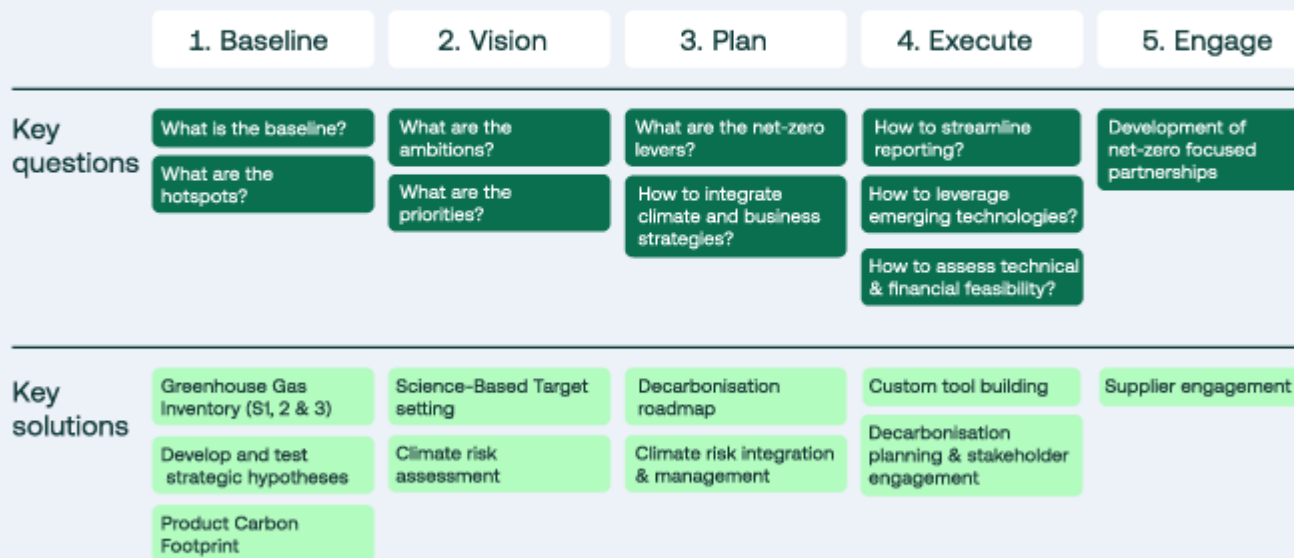 1. Baseline
2. Vision
3. Plan
4. Execute
5. Engage
Key
questions
What is the baseline?
What are the
hotspots?
What are the
ambitions?
What are the
priorities?
What are the net-zero
levers?
How to integrate
climate and business
strategies?
How to streamline
reporting?
How to leverage
emerging technologies?
How to assess technical
& financial feasibility?
Development of
net-zero focused
partnerships
Key
solutions
Greenhouse Gas
Inventory (S1, 2 & 3)
Develop and test
strategic hypotheses
Product Carbon
Footprint
Science-Based Target
setting
Climate risk
assessment
Decarbonisation
roadmap
Climate risk integration
& management
Custom tool building
Decarbonisation
planning & stakeholder
engagement
Supplier engagement